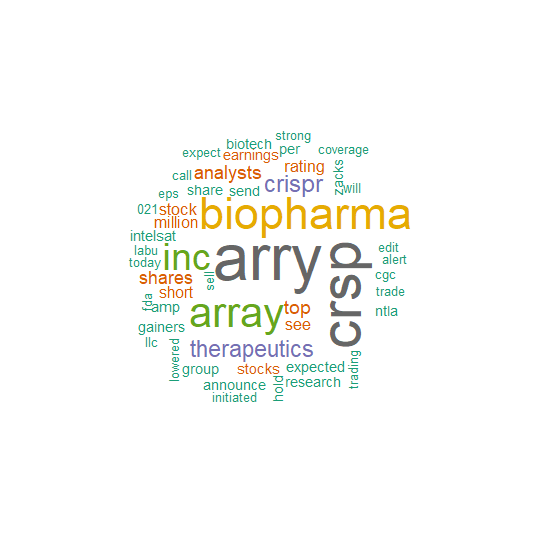 strong
biotech per coverage
expect earnings zacks
call analysts rating
eps share send crispr will
021 stock biopharma
million
intelsat edit
labu inc arry crsp alert
today sell cgc
shares
short trade
fda amp array top ntla
gainers see
llc therapeutics
lowered group stocks expected trading
announce hold research
initiated